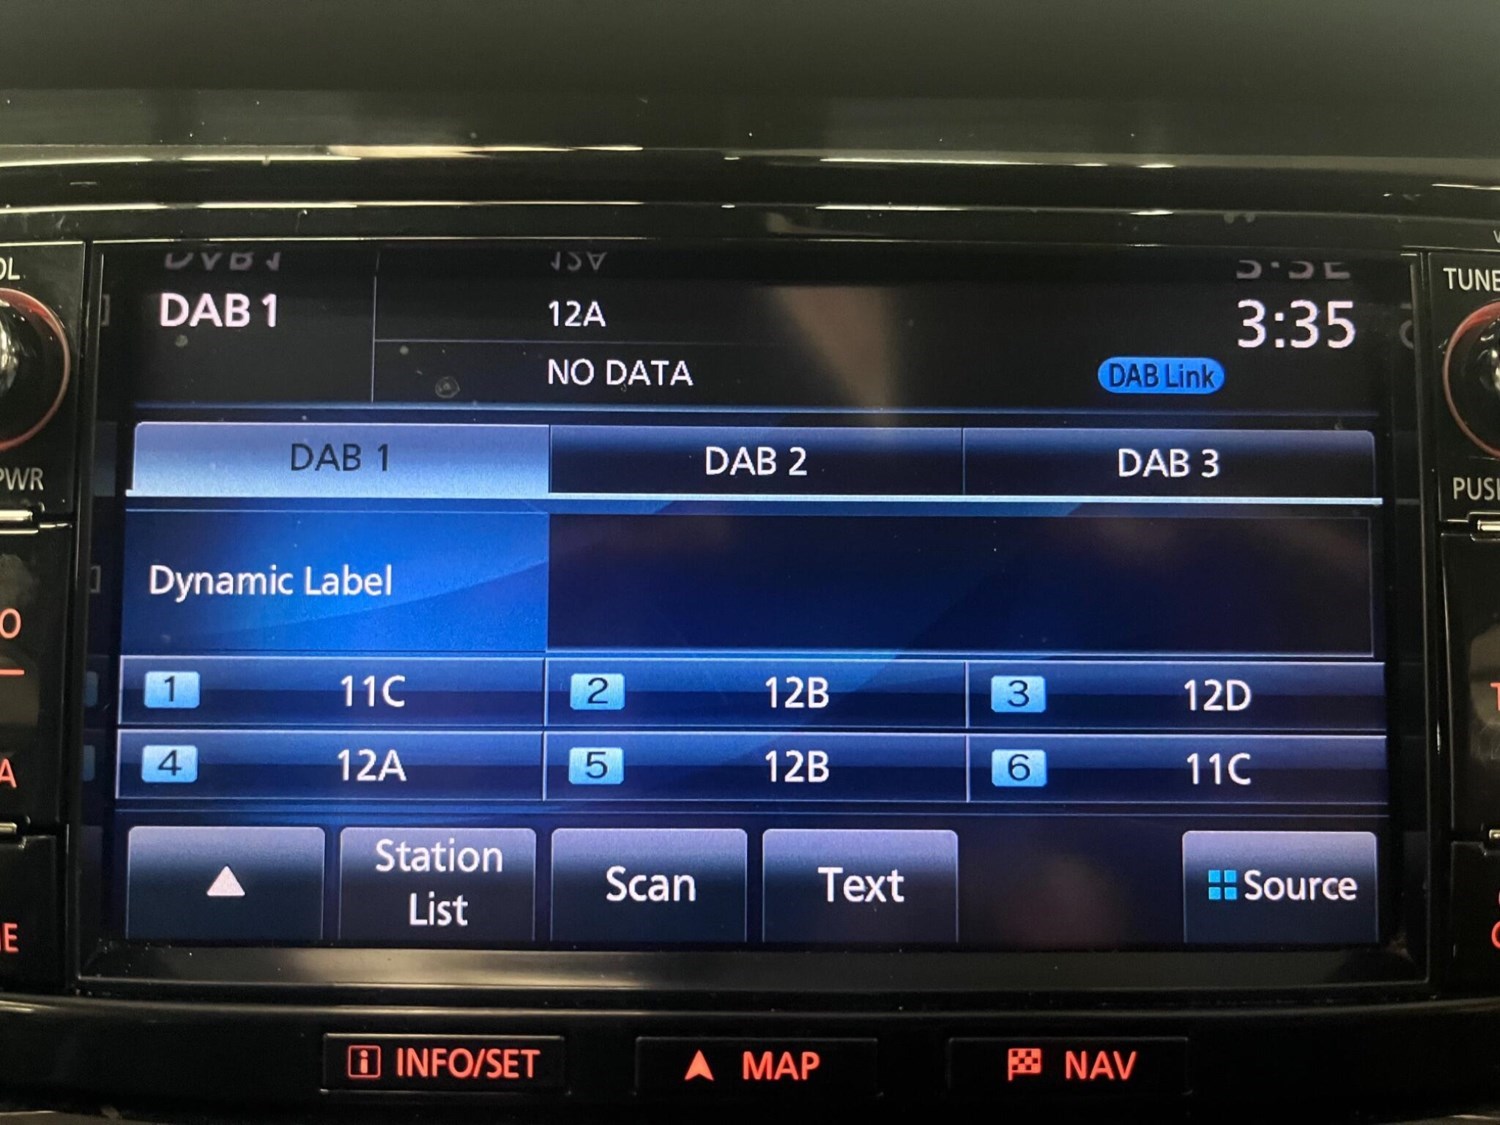 DAB 1
12A
3:35
NO DATA
DAB Link
TUNE
DAB 1
DAB 2
DAB 3
PWR
Dynamic Label
1 11C
2 12B
3 12D
4 12A
5 12B
6 11C
Station
List
Scan
Text
Source
INFO/SET
MAP
NAV